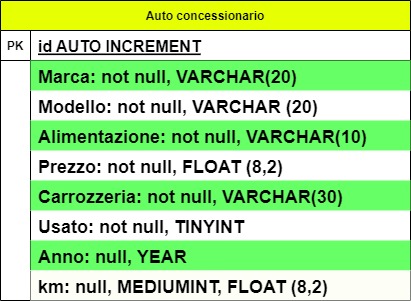 Auto concessionario
PK id AUTO INCREMENT
Marca: not null, VARCHAR(20)
Modello: not null, VARCHAR (20)
Alimentazione: not null, VARCHAR(10)
Prezzo: not null, FLOAT (8,2)
Carrozzeria: not null, VARCHAR(30)
Usato: not null, TINYINT
Anno: null, YEAR
km: null, MEDIUMINT, FLOAT (8,2)